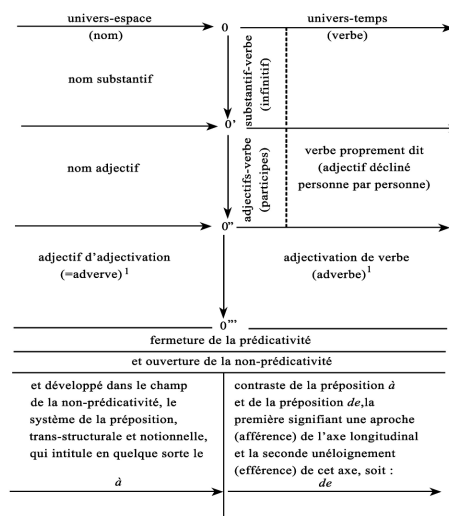 univers-espace
(nom)
0
univers-temps
(verbe)
nom substantif
substantif-verbe
(infinitif)
0'
nom adjectif
adjectifs-verbe
(participes)
verbe proprement dit
(adjectif décliné
personne par personne)
0"
adjectif d'adjectivation
(=adverve)¹
adjectivation de verbe
(adverbe)¹
0"'
fermeture de la prédicativité
et ouverture de la non-prédicativité
et développé dans le champ
de la non-prédicativité, le
système de la préposition,
trans-structurale et notionnelle,
qui intitule en quelque sorte le
à
contraste de la préposition à
et de la préposition de,la
première signifiant une aproche
(afférence) de l'axe longitudinal
et la seconde unéloignement
(efférence) de cet axe, soit :
de